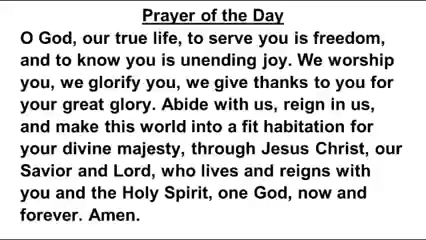 Prayer of the Day
O God, our true life, to serve you is freedom,
and to know you is unending joy. We worship
you, we glorify you, we give thanks to you for
your great glory. Abide with us, reign in us,
and make this world into a fit habitation for
your divine majesty, through Jesus Christ, our
Savior and Lord, who lives and reigns with
you and the Holy Spirit, one God, now and
forever. Amen.